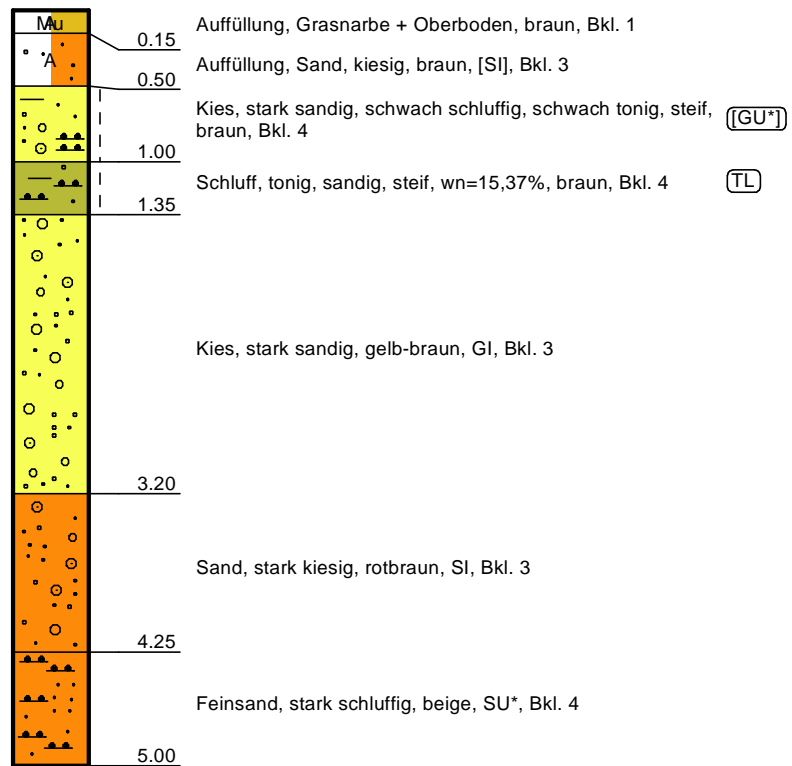 Mu
A
Auffüllung, Grasnarbe + Oberboden, braun, Bkl. 1
0.15
A
Auffüllung, Sand, kiesig, braun, [SI], Bkl. 3
0.50
Kies, stark sandig, schwach schluffig, schwach tonig, steif,
braun, Bkl. 4
([GU*])
1.00
Schluff, tonig, sandig, steif, wn=15,37%, braun, Bkl. 4
TL
1.35
Kies, stark sandig, gelb-braun, GI, Bkl. 3
3.20
Sand, stark kiesig, rotbraun, SI, Bkl. 3
4.25
Feinsand, stark schluffig, beige, SU*, Bkl. 4
5.00